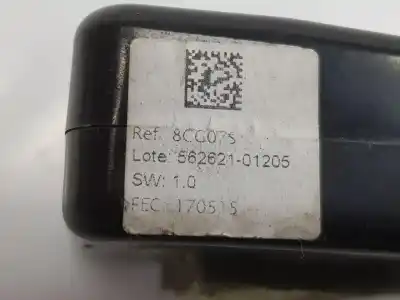 Ref: 8CG075
Lote: 562621-01205
SW: 1.0
FEC: 170515